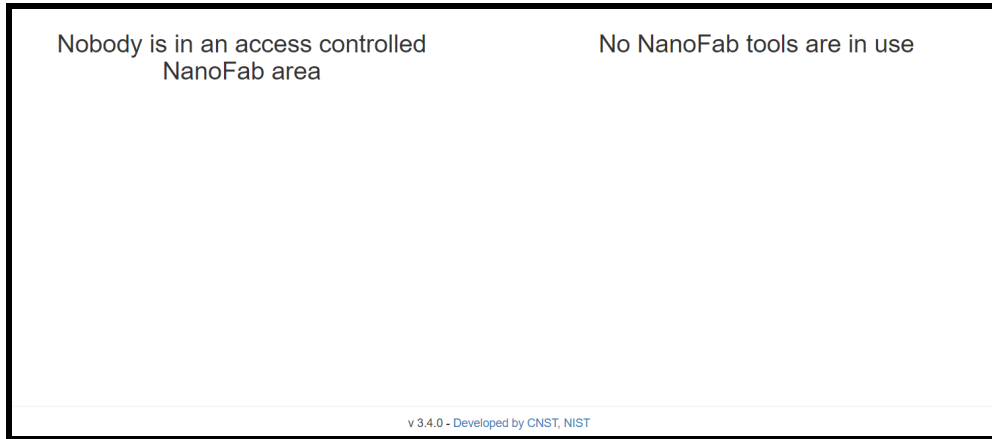 Nobody is in an access controlled
NanoFab area
No NanoFab tools are in use
v 3.4.0 - Developed by CNST, NIST